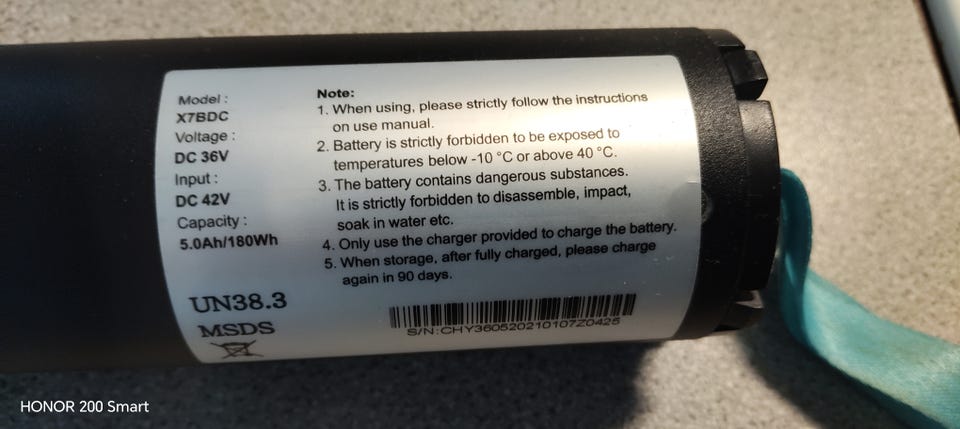 Model :
X7BDC
Voltage :
DC 36V
Input :
DC 42V
Capacity :
5.0Ah/180Wh
UN38.3
MSDS
Note:
1. When using, please strictly follow the instructions
on use manual.
2. Battery is strictly forbidden to be exposed to
temperatures below -10 °C or above 40 °C.
3. The battery contains dangerous substances.
It is strictly forbidden to disassemble, impact,
soak in water etc.
4. Only use the charger provided to charge the battery.
5. When storage, after fully charged, please charge
again in 90 days.
S/N:CHY360520210107Z0425
HONOR 200 Smart